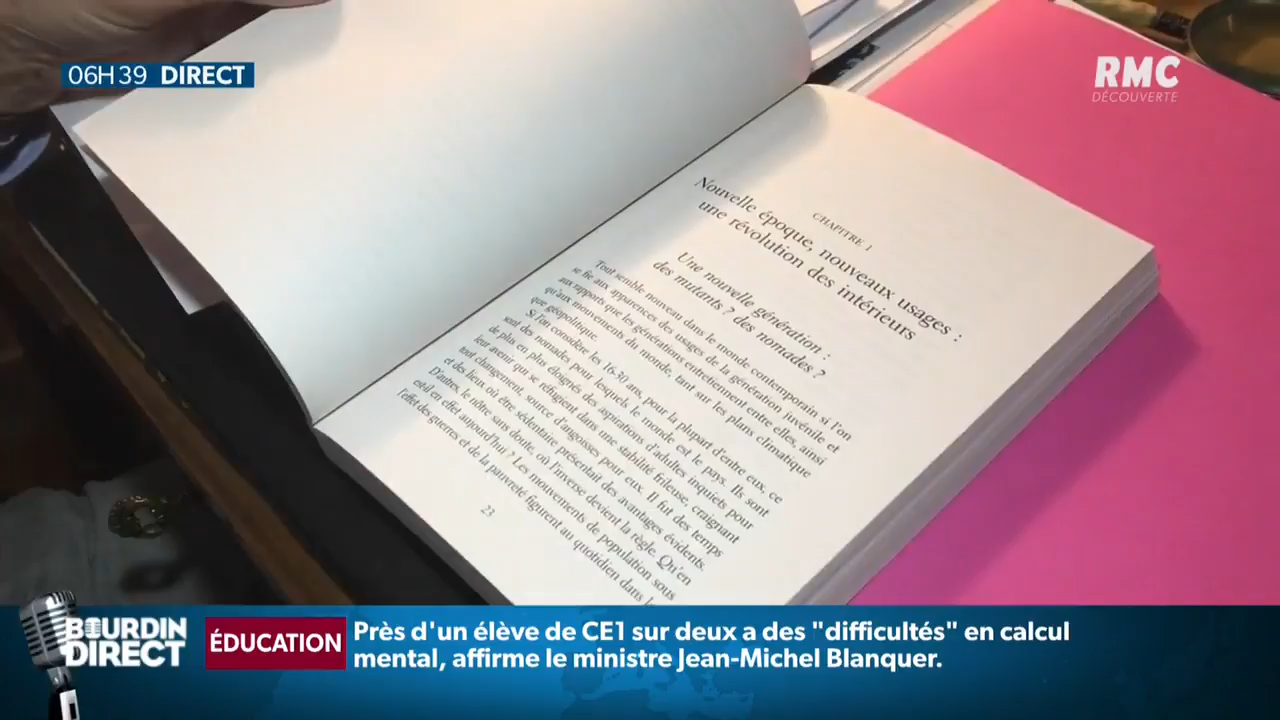 06H39 DIRECT
RMC
DÉCOUVERTE
CHAPITRE 1
Nouvelle époque, nouveaux usages :
une révolution des intérieurs
Une nouvelle génération :
des mutants ? des nomades ?
Tout semble nouveau dans le monde contemporain si l'on
se fie aux apparences des usages de la génération juvénile et
aux rapports que les générations entretiennent entre elles, ainsi
qu'aux mouvements du monde, tant sur les plans climatique
que géopolitique.
Si l'on considère les 16-30 ans, pour la plupart d'entre eux, ce
sont des nomades pour lesquels le monde est le pays. Ils sont
de plus en plus éloignés des aspirations d'adultes inquiets pour
leur avenir qui se réfugient dans une stabilité frileuse, craignant
tout changement, source d'angoisses pour eux. Il fut des temps
et des lieux où être sédentaire présentait des avantages évidents.
D'autres, le nôtre sans doute, où l'inverse devient la règle. Qu'en
est-il en effet aujourd'hui ? Les mouvements de population sous
l'effet des guerres et de la pauvreté figurent au quotidien dans
23
BOURDIN
DIRECT
ÉDUCATION
Près d'un élève de CE1 sur deux a des "difficultés" en calcul
mental, affirme le ministre Jean-Michel Blanquer.